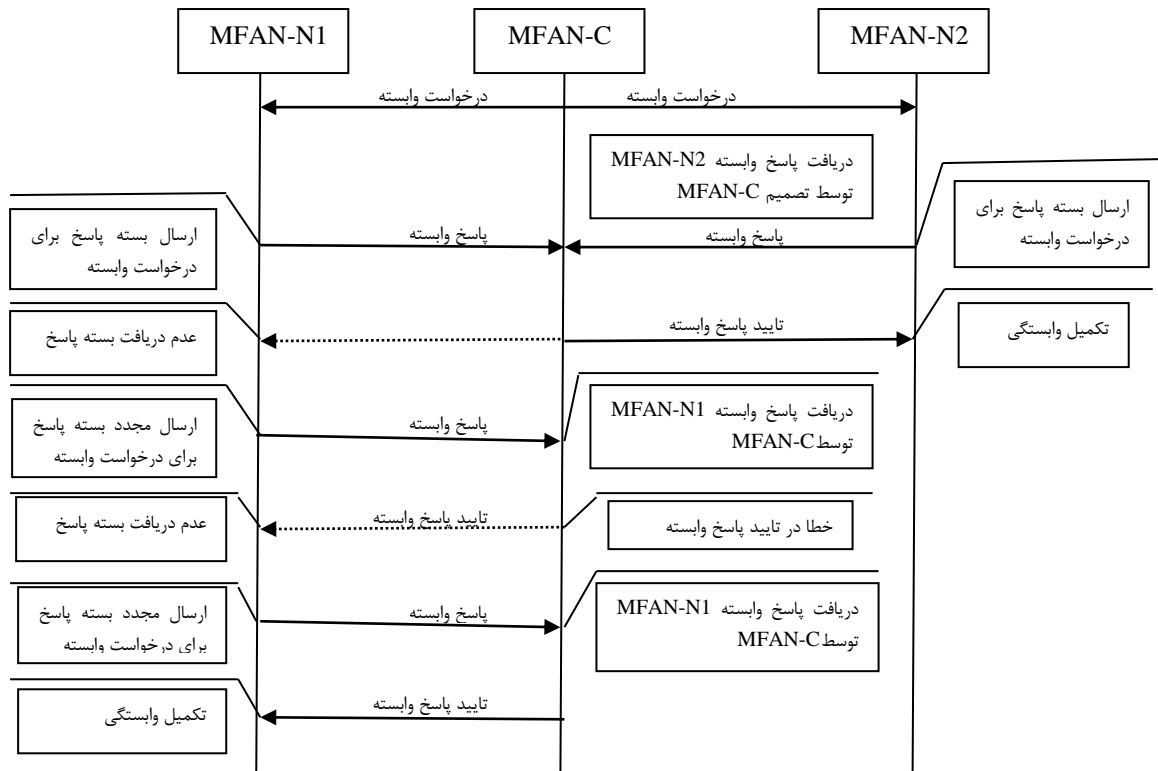 MFAN-N1
MFAN-C
MFAN-N2
درخواست وابسته
درخواست وابسته
دریافت پاسخ وابسته MFAN-N2
توسط تصمیم MFAN-C
ارسال بسته پاسخ برای
درخواست وابسته
پاسخ وابسته
پاسخ وابسته
ارسال بسته پاسخ برای
درخواست وابسته
تایید پاسخ وابسته
تکمیل وابستگی
عدم دریافت بسته پاسخ
پاسخ وابسته
دریافت پاسخ وابسته MFAN-N1
توسط MFAN-C
ارسال مجدد بسته پاسخ
برای درخواست وابسته
تایید پاسخ وابسته
خطا در تایید پاسخ وابسته
عدم دریافت بسته پاسخ
پاسخ وابسته
دریافت پاسخ وابسته MFAN-N1
توسط MFAN-C
ارسال مجدد بسته پاسخ
برای درخواست وابسته
تایید پاسخ وابسته
تکمیل وابستگی